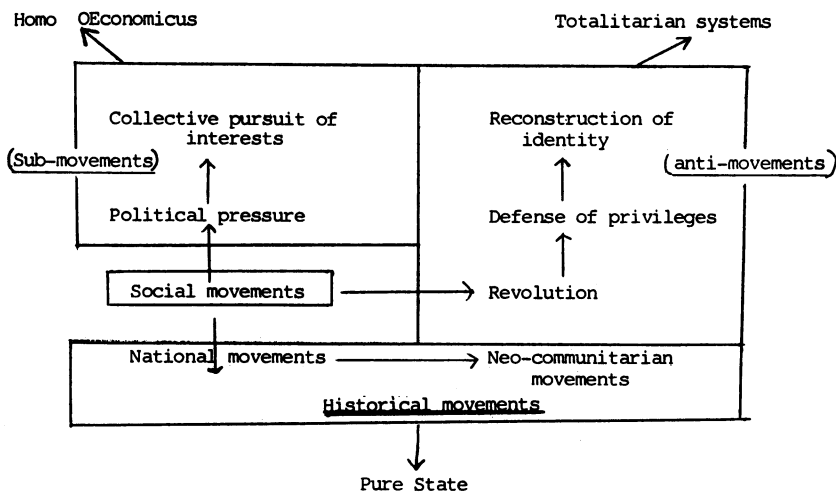 Homo OEconomicus
Totalitarian systems
Collective pursuit of
interests
Reconstruction of
identity
(Sub-movements)
(anti-movements)
Political pressure
Defense of privileges
Social movements
Revolution
National movements
Neo-communitarian
movements
Historical movements
Pure State